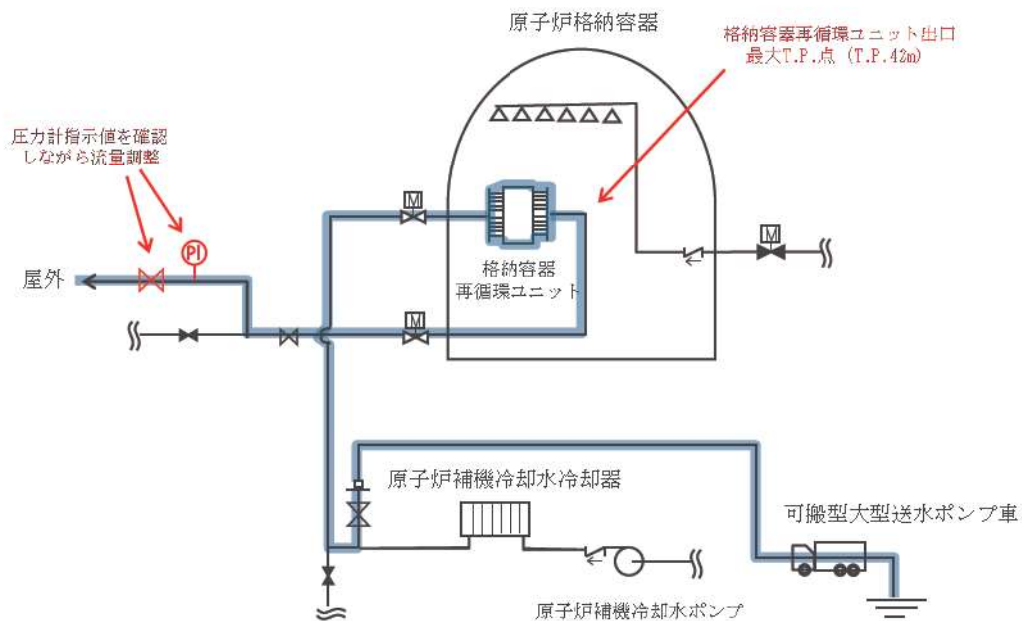 原子炉格納容器
格納容器再循環ユニット出口
最大T.P.点 (T.P.42m)
圧力計指示値を確認
しながら流量調整
M
PI
M
屋外
格納容器
再循環ユニット
M
原子炉補機冷却水冷却器
可搬型大型送水ポンプ車
原子炉補機冷却水ポンプ